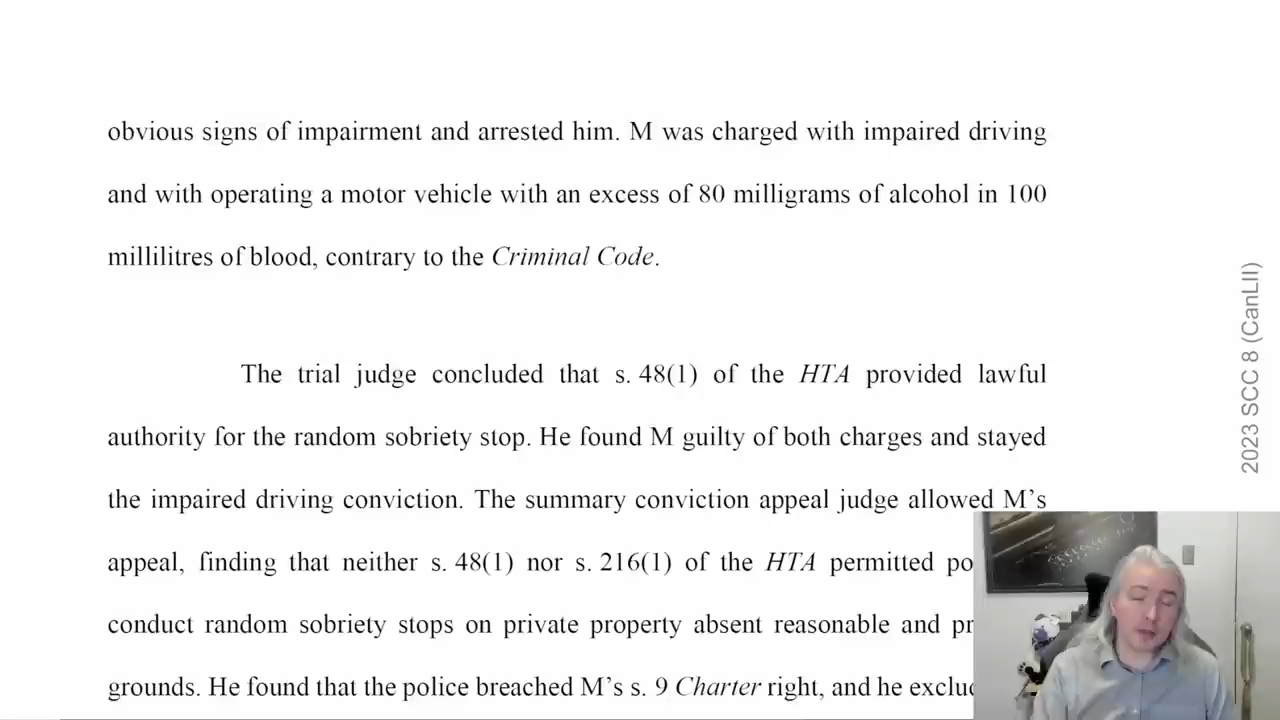 obvious signs of impairment and arrested him. M was charged with impaired driving
and with operating a motor vehicle with an excess of 80 milligrams of alcohol in 100
millilitres of blood, contrary to the Criminal Code.
The trial judge concluded that s. 48(1) of the HTA provided lawful
authority for the random sobriety stop. He found M guilty of both charges and stayed
the impaired driving conviction. The summary conviction appeal judge allowed M’s
appeal, finding that neither s. 48(1) nor s. 216(1) of the HTA permitted
conduct random sobriety stops on private property absent reasonable and
grounds. He found that the police breached M’s s. 9 Charter right, and he
2023 SCC 8 (CanLII)